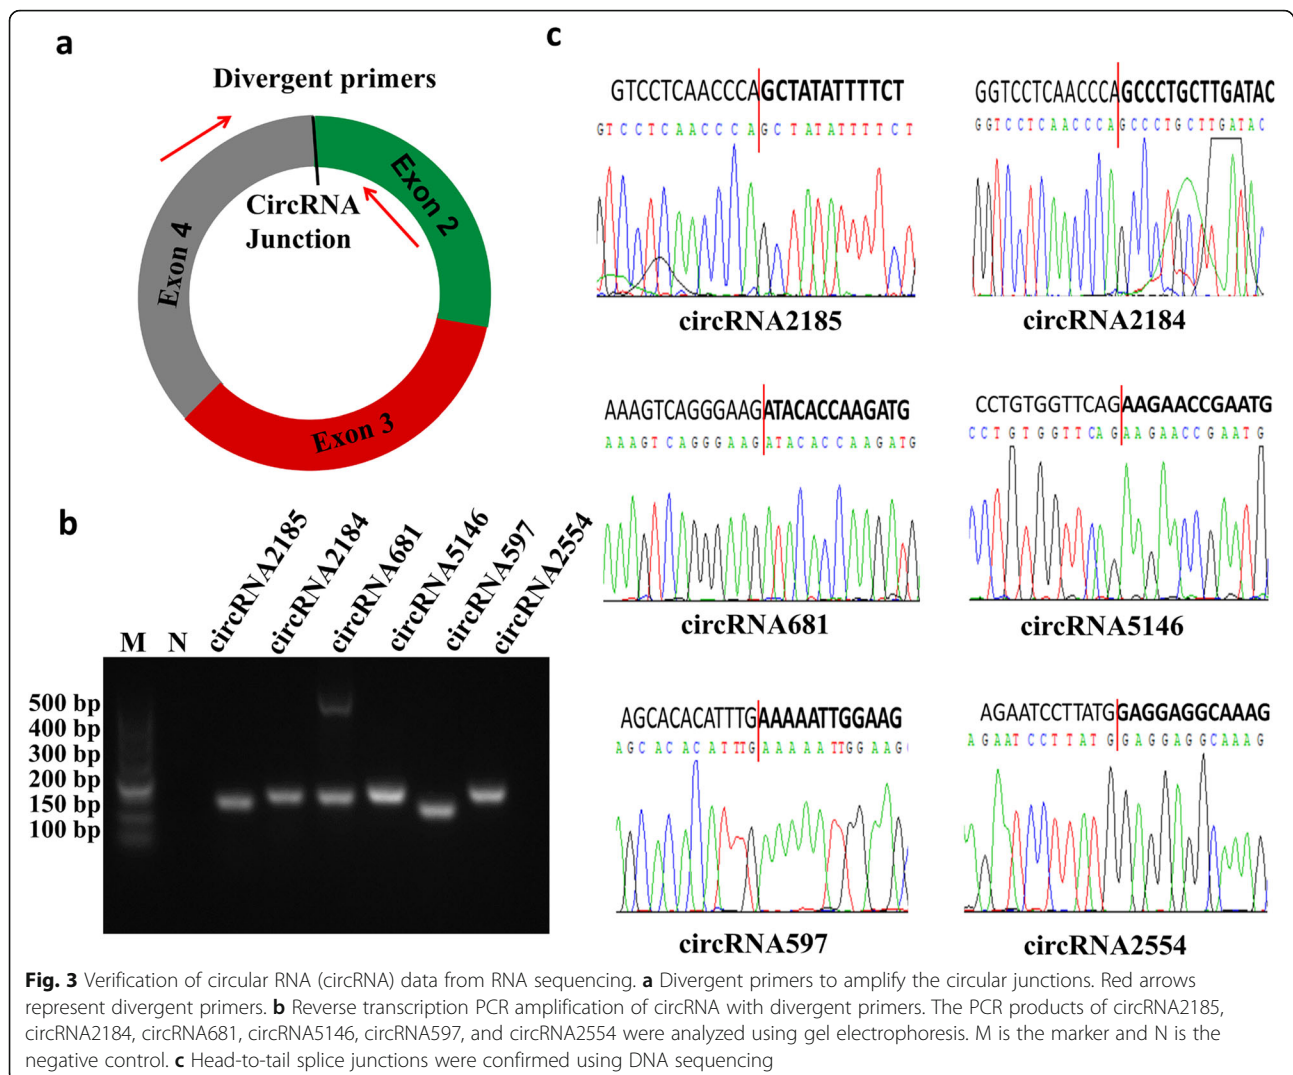 a
Divergent primers
CircRNA
Junction
Exon 2
Exon 3
Exon 4
b
circRNA2185
circRNA2184
circRNA681
circRNA5146
circRNA597
circRNA2554
M N
500 bp
400 bp
300 bp
200 bp
150 bp
100 bp
c
GTCCTCAACCCAGCTATATTTTCT
GTCCTCAACCCAGCTATATTTTCT
circRNA2185
GGTCCTCAACCCAGCCCTGCTTGATAC
GGTCCTCAACCCAGCCCTGCTTGATAC
circRNA2184
AAAGTCAGGGAAGATACACCAAGATG
AAAGTCAGGGAAGATACACCAAGATG
circRNA681
CCTGTGGTTCAGAAGAACCGAATG
CCTGTGGTTCAGAAGAACCGAATG
circRNA5146
AGCACACATTTGAAAAATTGGAAG
AGCACACATTTGAAAAATTGGAAG
circRNA597
AGAATCCTTATGGAGGAGGCAAAG
AGAATCCTTATGGAGGAGGCAAAG
circRNA2554
Fig. 3 Verification of circular RNA (circRNA) data from RNA sequencing. a Divergent primers to amplify the circular junctions. Red arrows
represent divergent primers. b Reverse transcription PCR amplification of circRNA with divergent primers. The PCR products of circRNA2185,
circRNA2184, circRNA681, circRNA5146, circRNA597, and circRNA2554 were analyzed using gel electrophoresis. M is the marker and N is the
negative control. c Head-to-tail splice junctions were confirmed using DNA sequencing